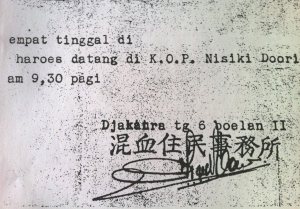 empat tinggal di
haroes datang di K.O.P. Nisiki Doori
am 9,30 pagi
Djakarra tg 6 boelan II
混血住民事務所